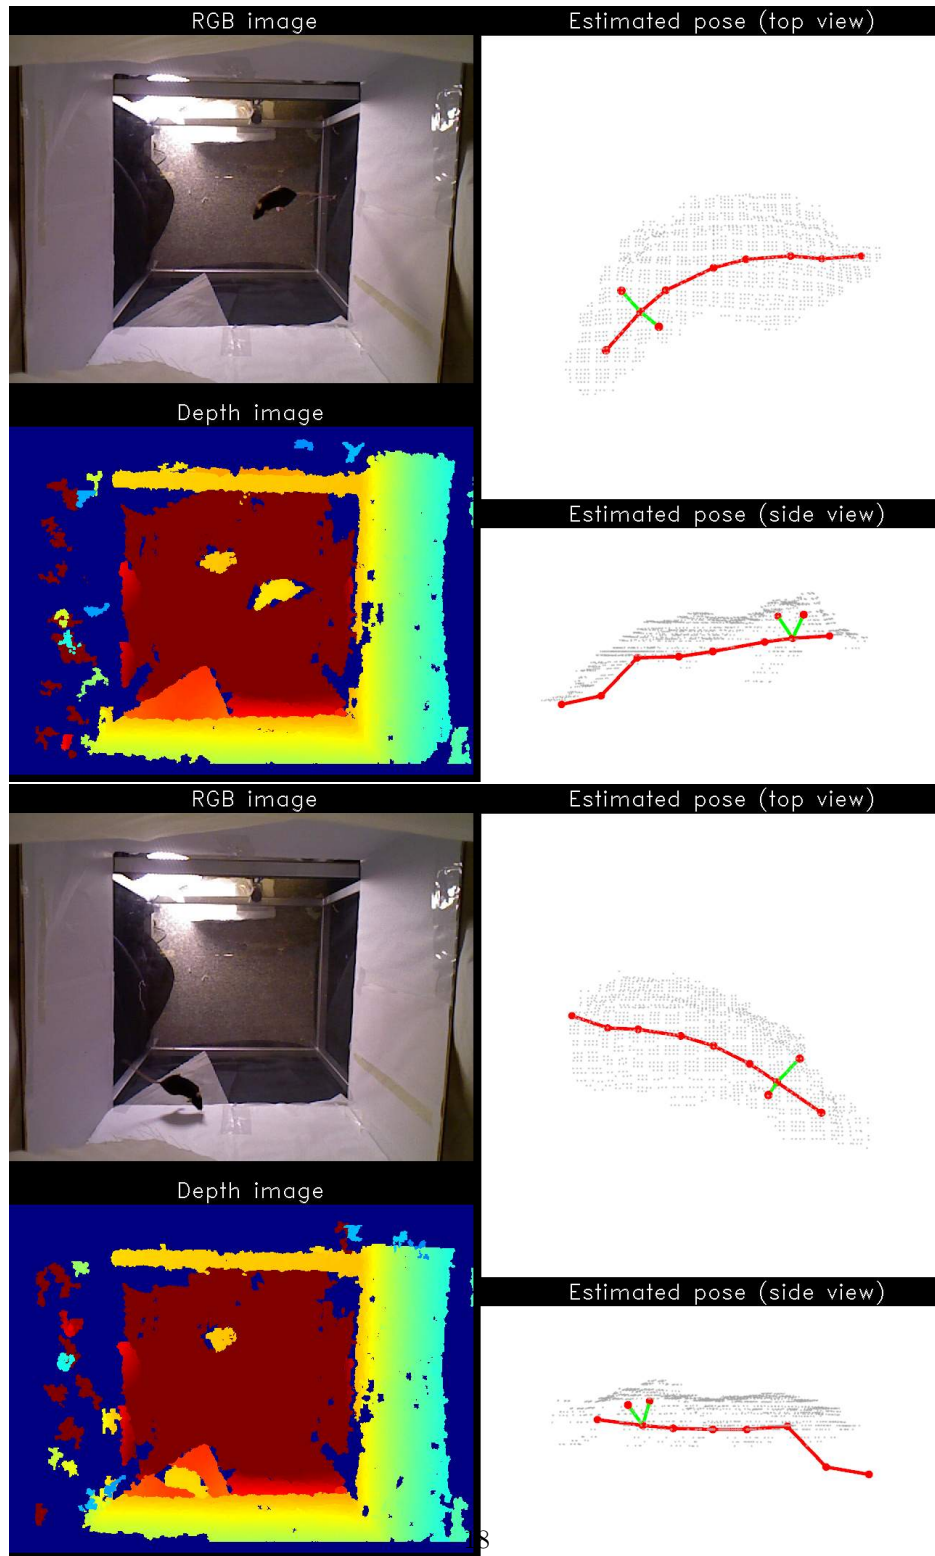 RGB image
Estimated pose (top view)
Depth image
Estimated pose (side view)
RGB image
Estimated pose (top view)
Depth image
Estimated pose (side view)
8